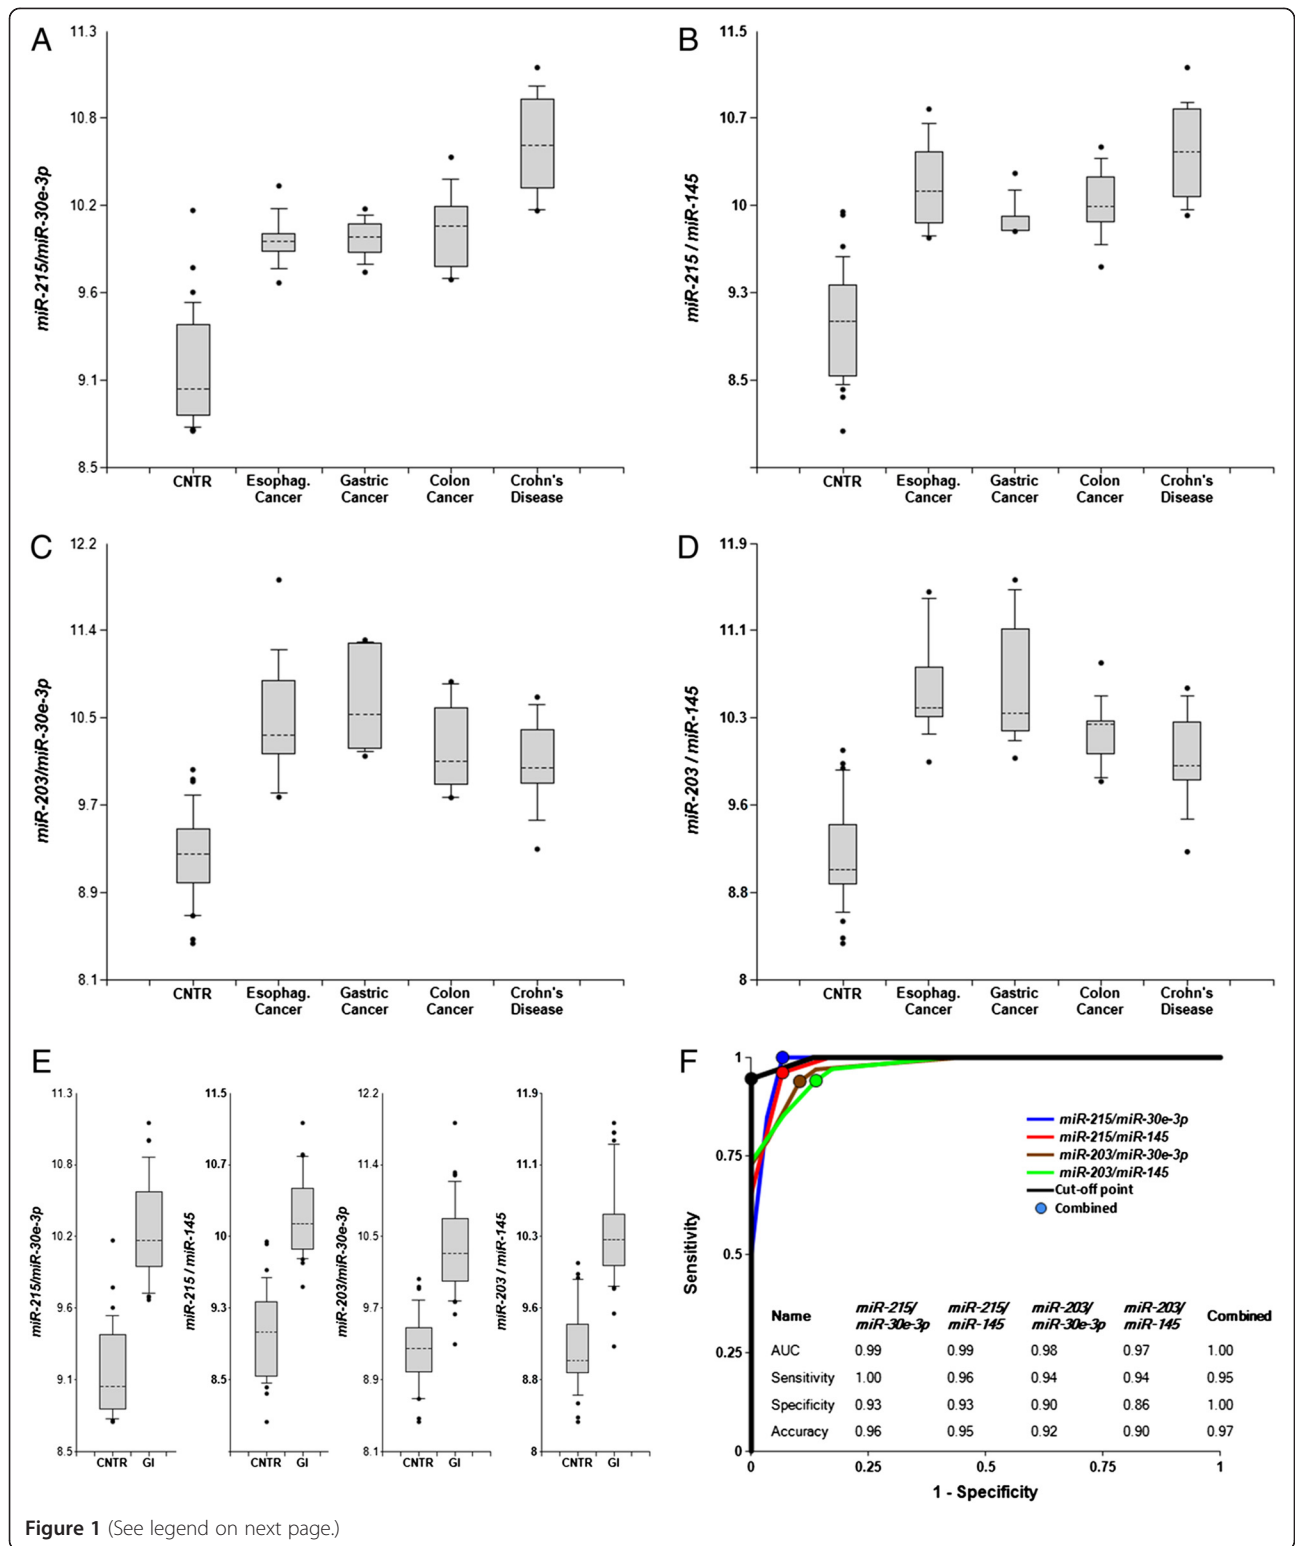 A
11.3
10.8
10.2
9.6
9.1
8.5
miR-215/miR-30e-3p
CNTR
Esophag. Cancer
Gastric Cancer
Colon Cancer
Crohn's Disease
B
11.5
10.7
10
9.3
8.5
miR-215 / miR-145
CNTR
Esophag. Cancer
Gastric Cancer
Colon Cancer
Crohn's Disease
C
12.2
11.4
10.5
9.7
8.9
8.1
miR-203/miR-30e-3p
CNTR
Esophag. Cancer
Gastric Cancer
Colon Cancer
Crohn's Disease
D
11.9
11.1
10.3
9.6
8.8
8
miR-203 / miR-145
CNTR
Esophag. Cancer
Gastric Cancer
Colon Cancer
Crohn's Disease
E
11.3
10.8
10.2
9.6
9.1
8.5
miR-215/miR-30e-3p
CNTR GI
11.5
10.7
10
9.3
8.5
miR-215 / miR-145
CNTR GI
12.2
11.4
10.5
9.7
8.9
8.1
miR-203/miR-30e-3p
CNTR GI
11.9
11.1
10.3
9.6
8.8
8
miR-203 / miR-145
CNTR GI
F
1
0.75
0.5
0.25
0
Sensitivity
miR-215/miR-30e-3p
miR-215/miR-145
miR-203/miR-30e-3p
miR-203/miR-145
Cut-off point
Combined
Name miR-215/ miR-30e-3p miR-215/ miR-145 miR-203/ miR-30e-3p miR-203/ miR-145 Combined
AUC 0.99 0.99 0.98 0.97 1.00
Sensitivity 1.00 0.96 0.94 0.94 0.95
Specificity 0.93 0.93 0.90 0.86 1.00
Accuracy 0.96 0.95 0.92 0.90 0.97
0 0.25 0.5 0.75 1
1 - Specificity
Figure 1 (See legend on next page.)